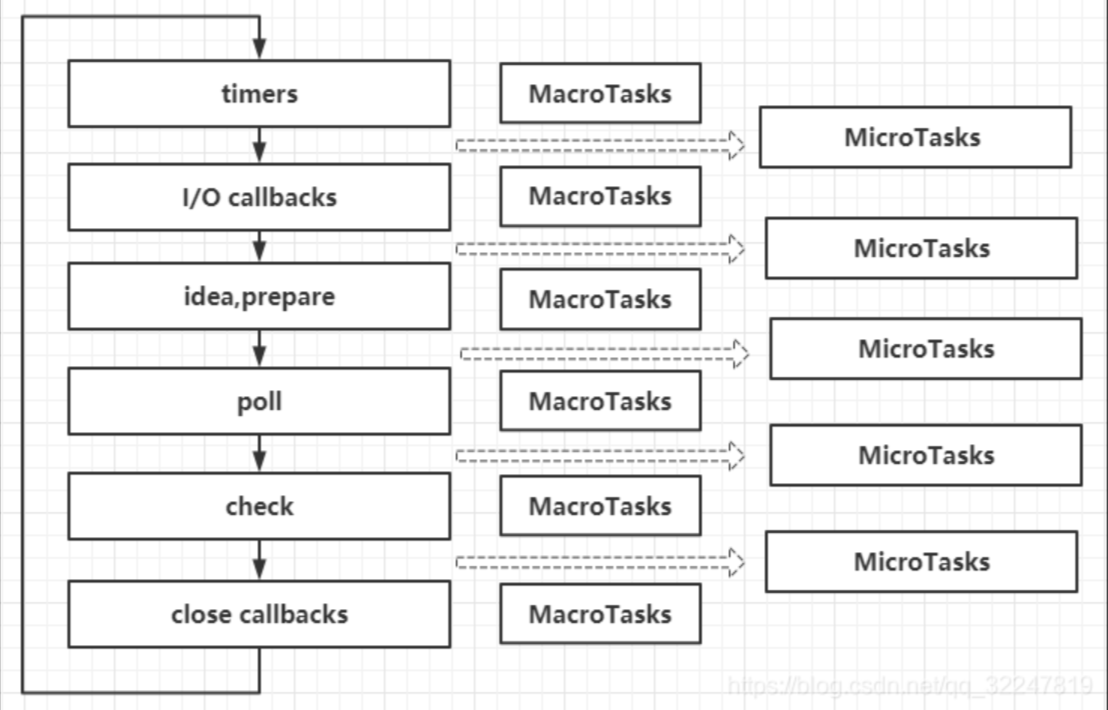 timers
MacroTasks
MicroTasks
I/O callbacks
MacroTasks
MicroTasks
idea,prepare
MacroTasks
MicroTasks
poll
MacroTasks
MicroTasks
check
MacroTasks
MicroTasks
close callbacks
MacroTasks
https://blog.csdn.net/qq_32247819